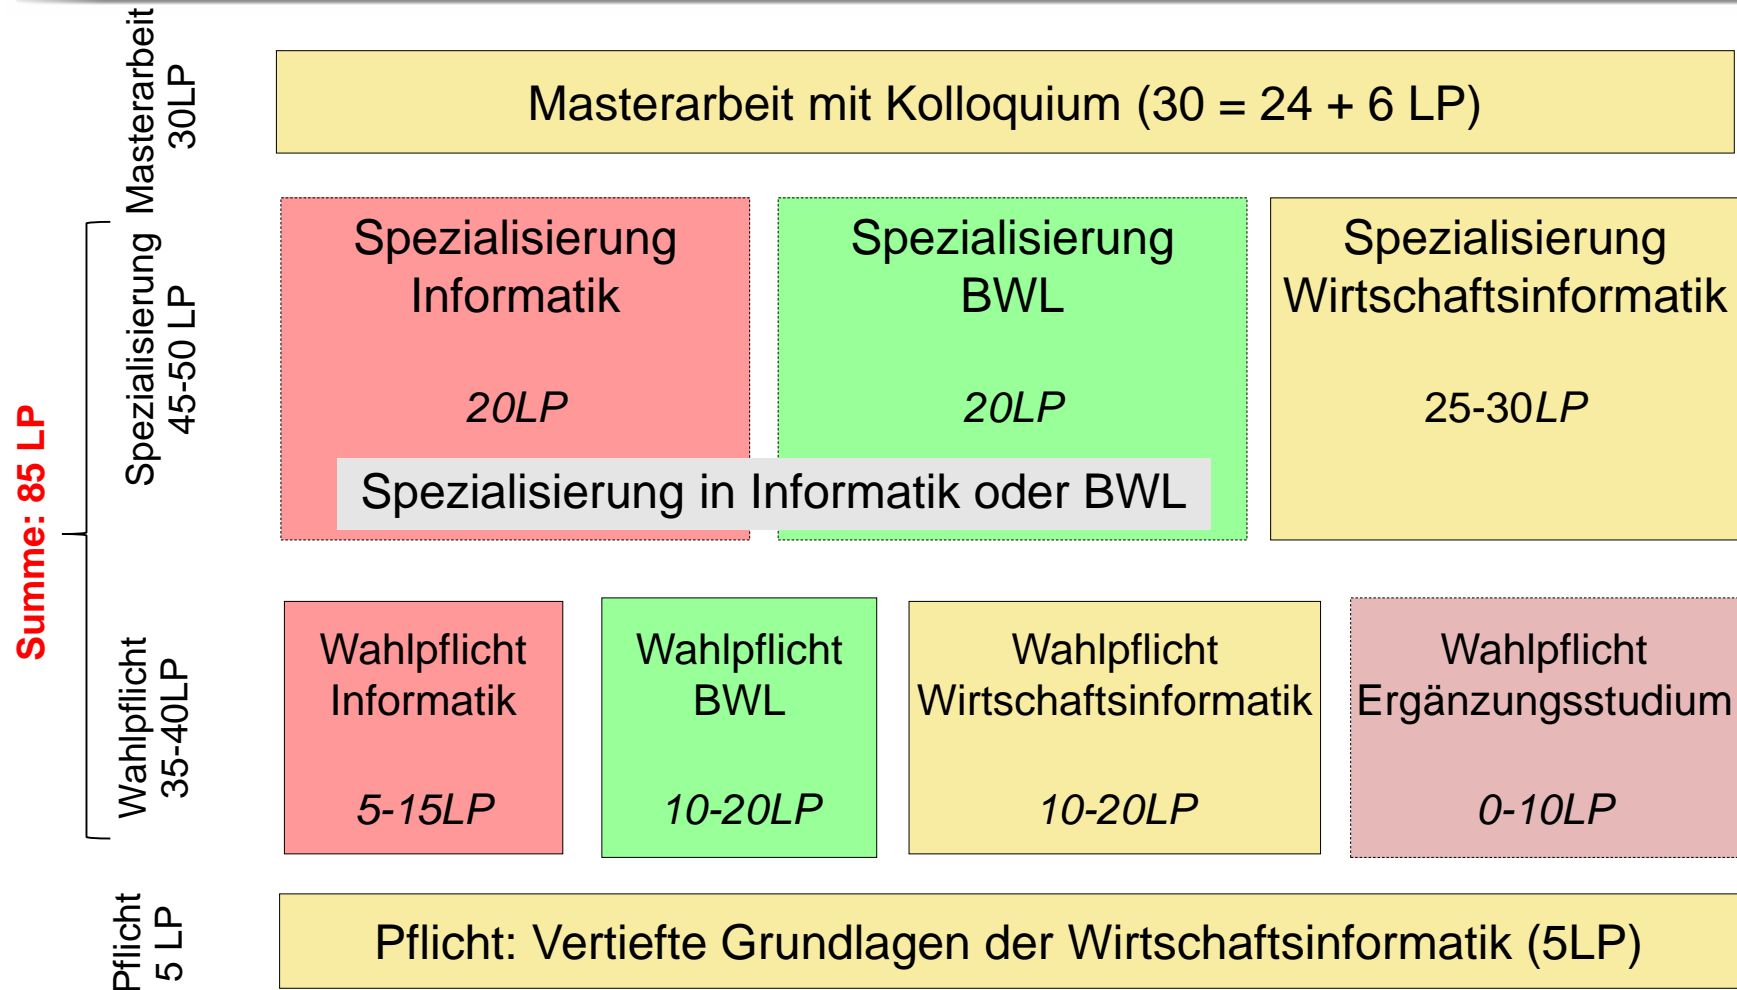 Masterarbeit
30LP
Masterarbeit mit Kolloquium (30 = 24 + 6 LP)
Summe: 85 LP
Spezialisierung
45-50 LP
Spezialisierung
Informatik
20LP
Spezialisierung
BWL
20LP
Spezialisierung
Wirtschaftsinformatik
25-30LP
Spezialisierung in Informatik oder BWL
Wahlpflicht
35-40LP
Wahlpflicht
Informatik
5-15LP
Wahlpflicht
BWL
10-20LP
Wahlpflicht
Wirtschaftsinformatik
10-20LP
Wahlpflicht
Ergänzungsstudium
0-10LP
Pflicht
5 LP
Pflicht: Vertiefte Grundlagen der Wirtschaftsinformatik (5LP)